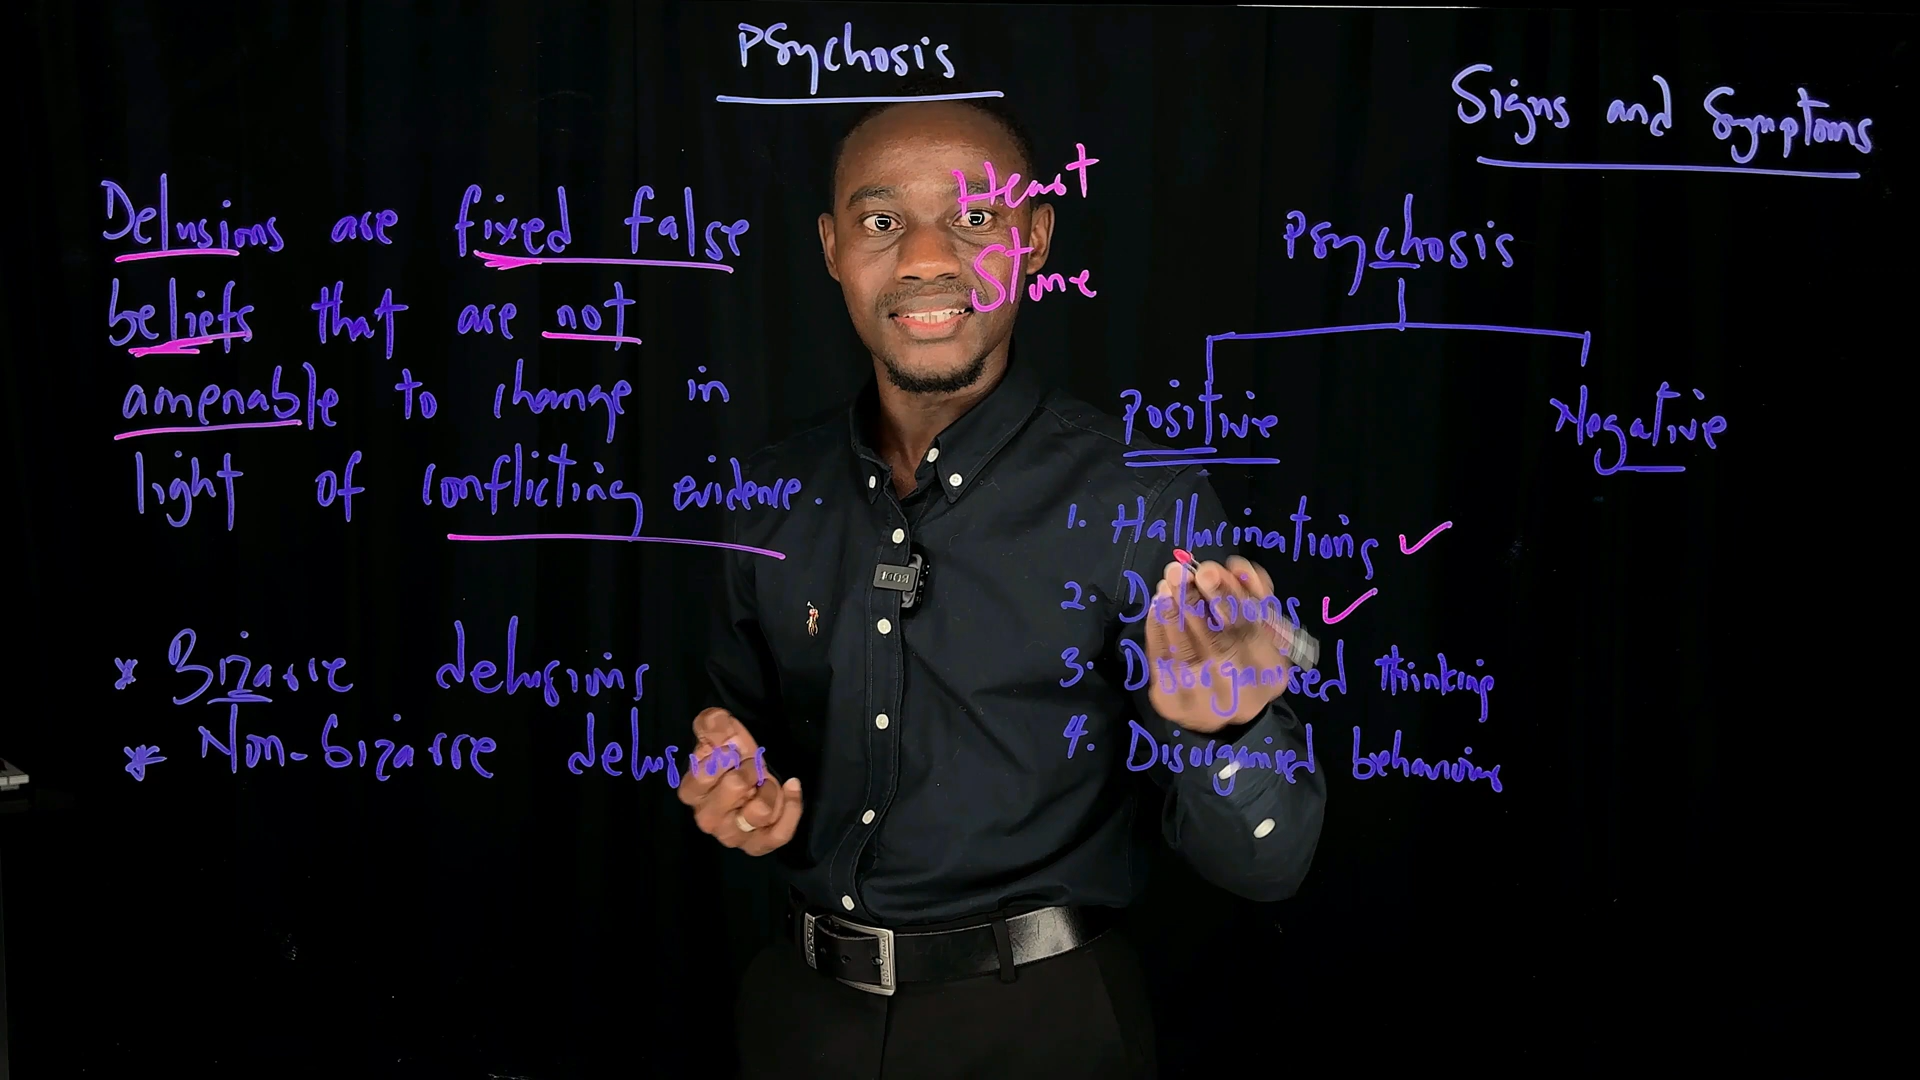 Psychosis
Signs and Symptoms
Delusions are fixed false
beliefs that are not
amenable to change in
light of conflicting evidence.
* Bizarre delusions
* Non-bizarre delusions
Heart
Stone
Psychosis
Positive
Negative
1. Hallucinations ✓
2. Delusions ✓
3. Disorganised thinking
4. Disorganised behaviours